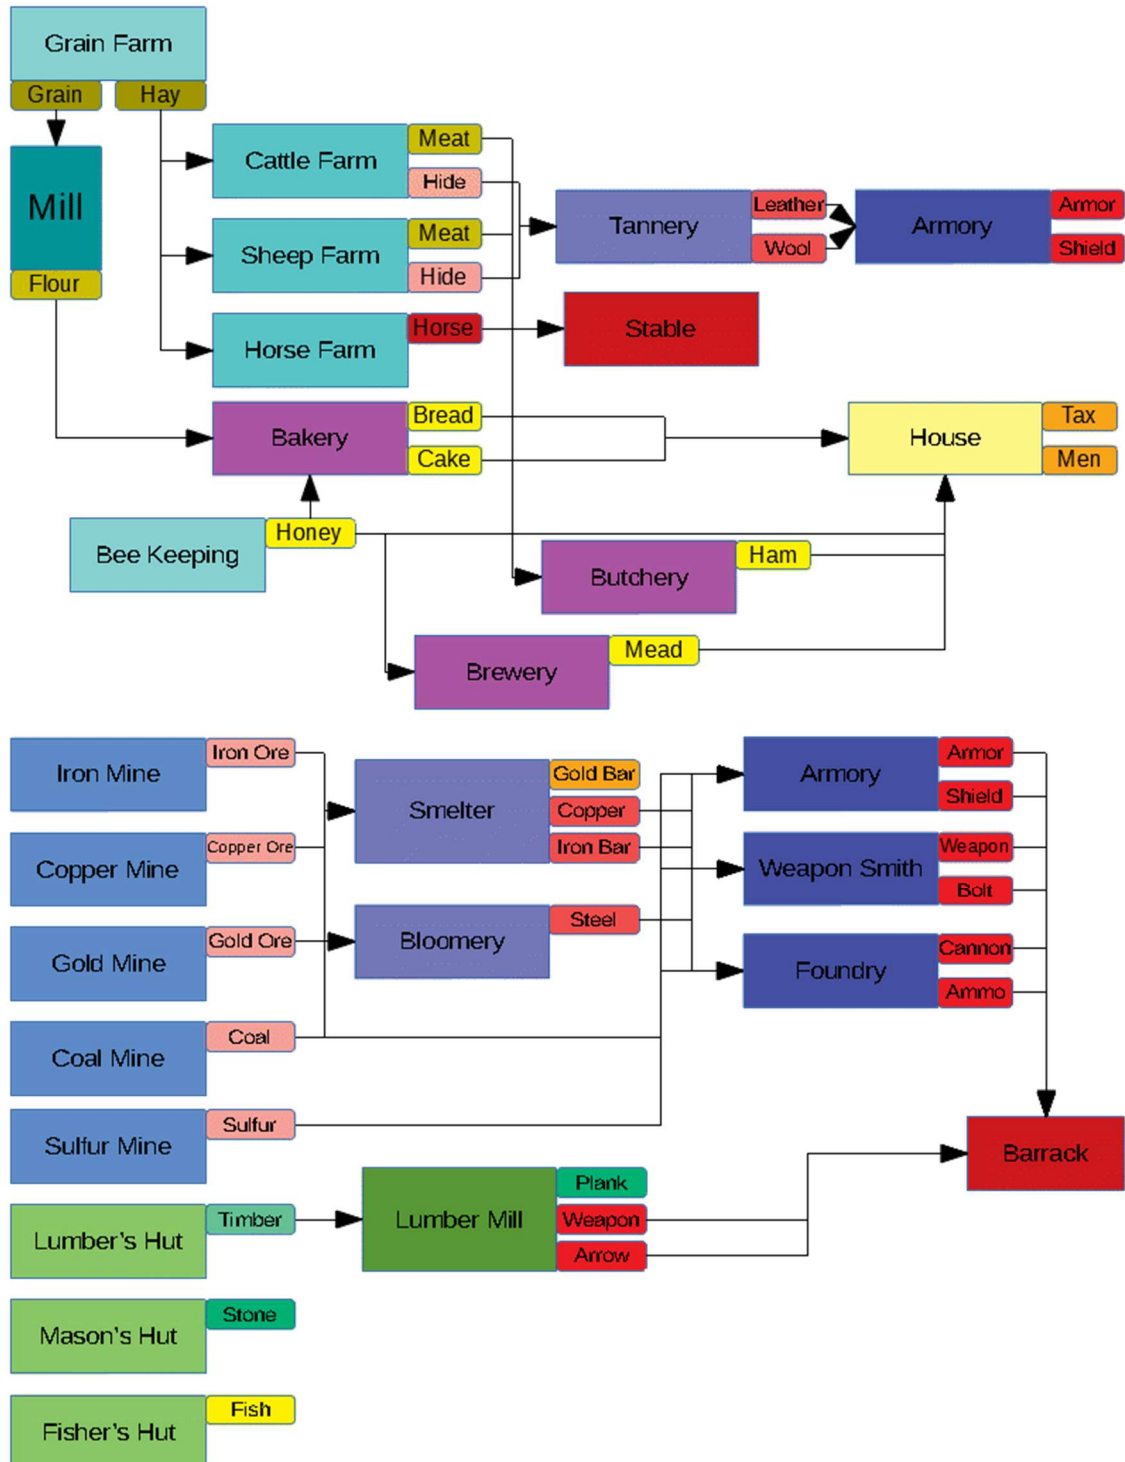 Grain Farm
Grain
Hay
Mill
Flour
Cattle Farm
Meat
Hide
Sheep Farm
Meat
Hide
Horse Farm
Horse
Tannery
Leather
Wool
Armory
Armor
Shield
Stable
Bakery
Bread
Cake
House
Tax
Men
Bee Keeping
Honey
Butchery
Ham
Brewery
Mead
Iron Mine
Iron Ore
Copper Mine
Copper Ore
Gold Mine
Gold Ore
Coal Mine
Coal
Sulfur Mine
Sulfur
Smelter
Gold Bar
Copper
Iron Bar
Bloomery
Steel
Armory
Armor
Shield
Weapon Smith
Weapon
Bolt
Foundry
Cannon
Ammo
Barrack
Lumber's Hut
Timber
Lumber Mill
Plank
Weapon
Arrow
Mason's Hut
Stone
Fisher's Hut
Fish